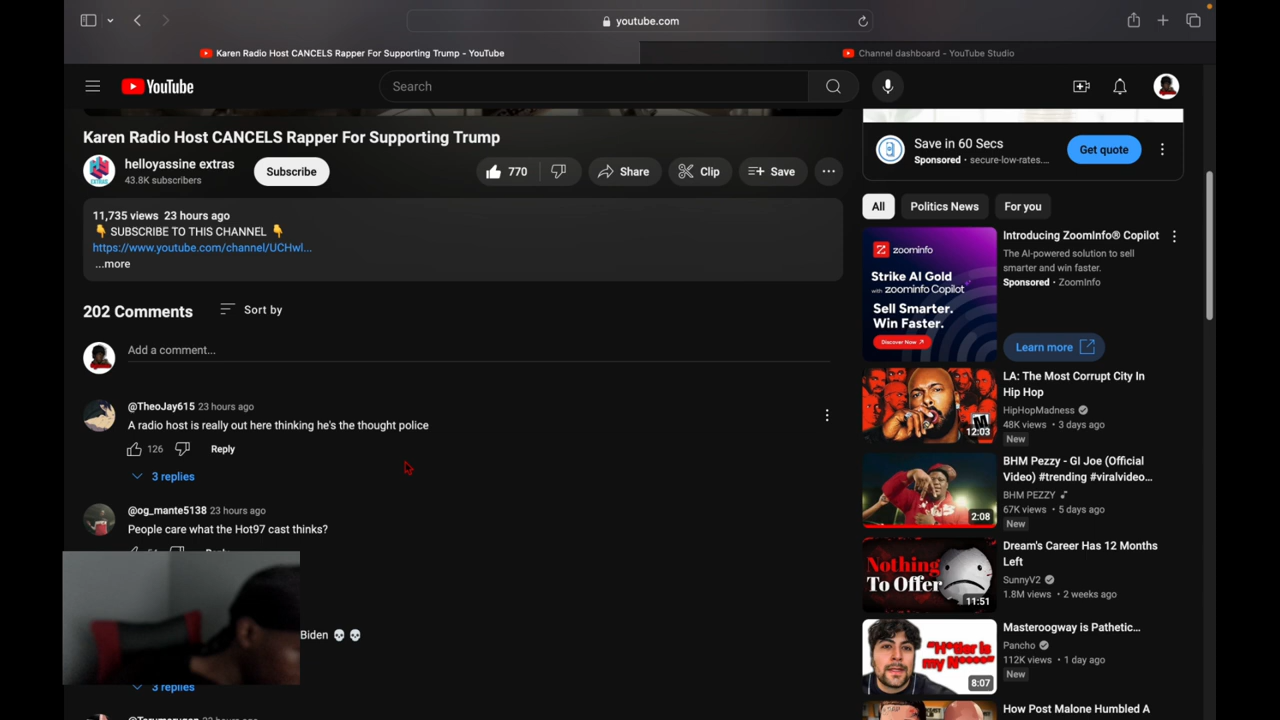 youtube.com
Karen Radio Host CANCELS Rapper For Supporting Trump - YouTube
Channel dashboard - YouTube Studio
YouTube
Search
Karen Radio Host CANCELS Rapper For Supporting Trump
helloyassine extras
43.8K subscribers
Subscribe
770
Share
Clip
Save
11,735 views 23 hours ago
👇 SUBSCRIBE TO THIS CHANNEL 👇
https://www.youtube.com/channel/UCHwl...
...more
202 Comments
Sort by
Add a comment...
@TheoJay615 23 hours ago
A radio host is really out here thinking he's the thought police
126
Reply
3 replies
@og_mante5138 23 hours ago
People care what the Hot97 cast thinks?
Biden 💀💀
3 replies
Save in 60 Secs
Sponsored · secure-low-rates....
Get quote
All
Politics News
For you
zoominfo
Strike AI Gold
with zoominfo Copilot
Sell Smarter.
Win Faster.
Discover Now
Introducing ZoomInfo® Copilot
The AI-powered solution to sell
smarter and win faster.
Sponsored · ZoomInfo
Learn more
12:03
LA: The Most Corrupt City In
Hip Hop
HipHopMadness
48K views • 3 days ago
New
2:08
BHM Pezzy - GI Joe (Official
Video) #trending #viralvideo...
BHM PEZZY
67K views • 5 days ago
New
Nothing
To Offer
11:51
Dream's Career Has 12 Months
Left
SunnyV2
1.8M views • 2 weeks ago
"H*tler is
my N*****"
8:07
Masteroogway is Pathetic...
Pancho
112K views • 1 day ago
New
How Post Malone Humbled A